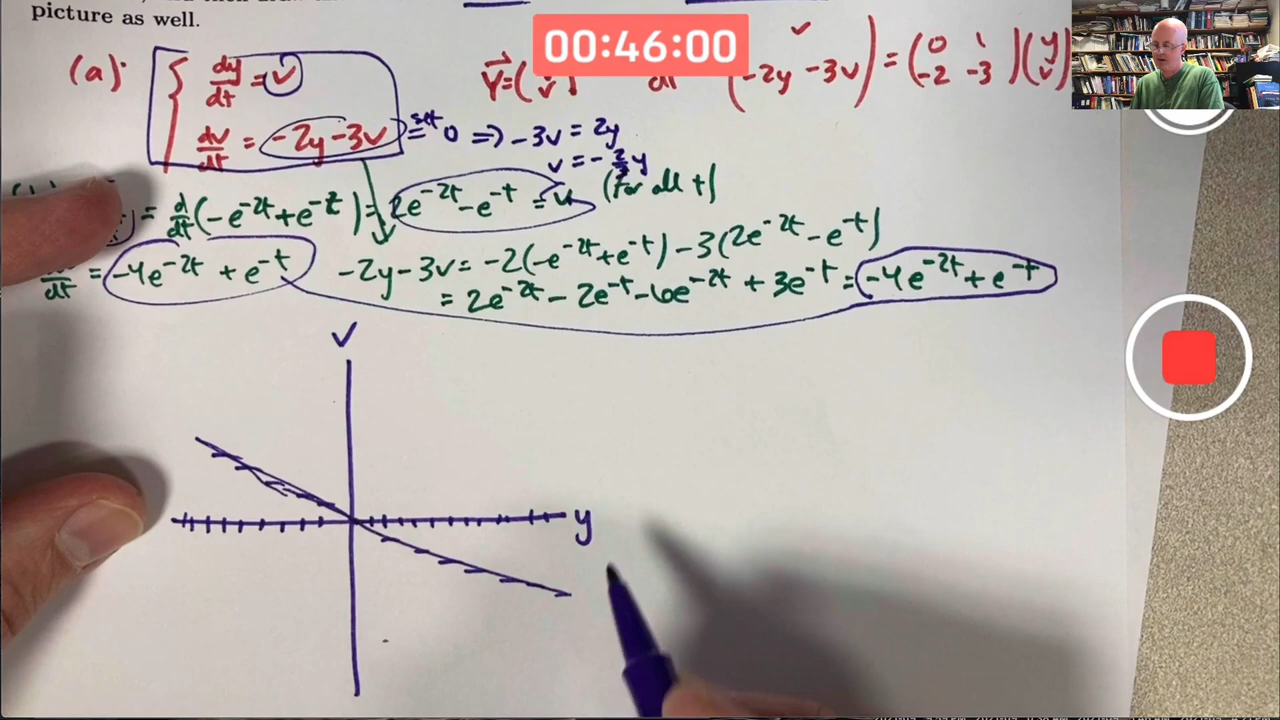 picture as well.
00:46:00
(a): { dy/dt = v
dv/dt = -2y-3v set= 0 ⇒ -3v = 2y
v = -2/3 y
(-2y -3v) = (0 1 -2 -3)(y v)
= d/dt(-e^-2t + e^-t) = 2e^-2t - e^-t = v (for all t)
= -4e^-2t + e^-t
-2y-3v = -2(-e^-2t + e^-t) - 3(2e^-2t - e^-t)
= 2e^-2t - 2e^-t - 6e^-2t + 3e^-t = -4e^-2t + e^-t
v
y